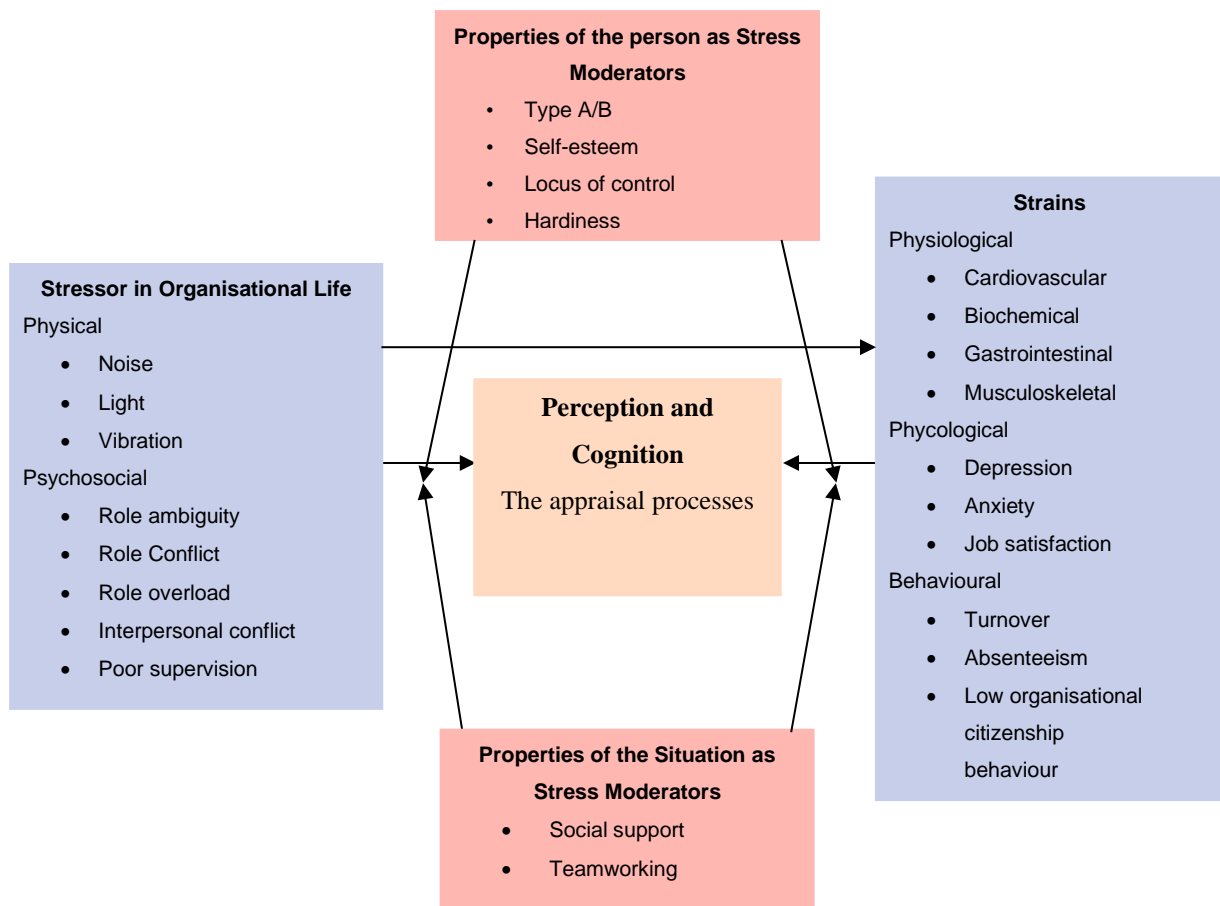 Properties of the person as Stress
Moderators
• Type A/B
• Self-esteem
• Locus of control
• Hardiness
Stressor in Organisational Life
Physical
• Noise
• Light
• Vibration
Psychosocial
• Role ambiguity
• Role Conflict
• Role overload
• Interpersonal conflict
• Poor supervision
Perception and
Cognition
The appraisal processes
Strains
Physiological
• Cardiovascular
• Biochemical
• Gastrointestinal
• Musculoskeletal
Phycological
• Depression
• Anxiety
• Job satisfaction
Behavioural
• Turnover
• Absenteeism
• Low organisational
citizenship
behaviour
Properties of the Situation as
Stress Moderators
• Social support
• Teamworking